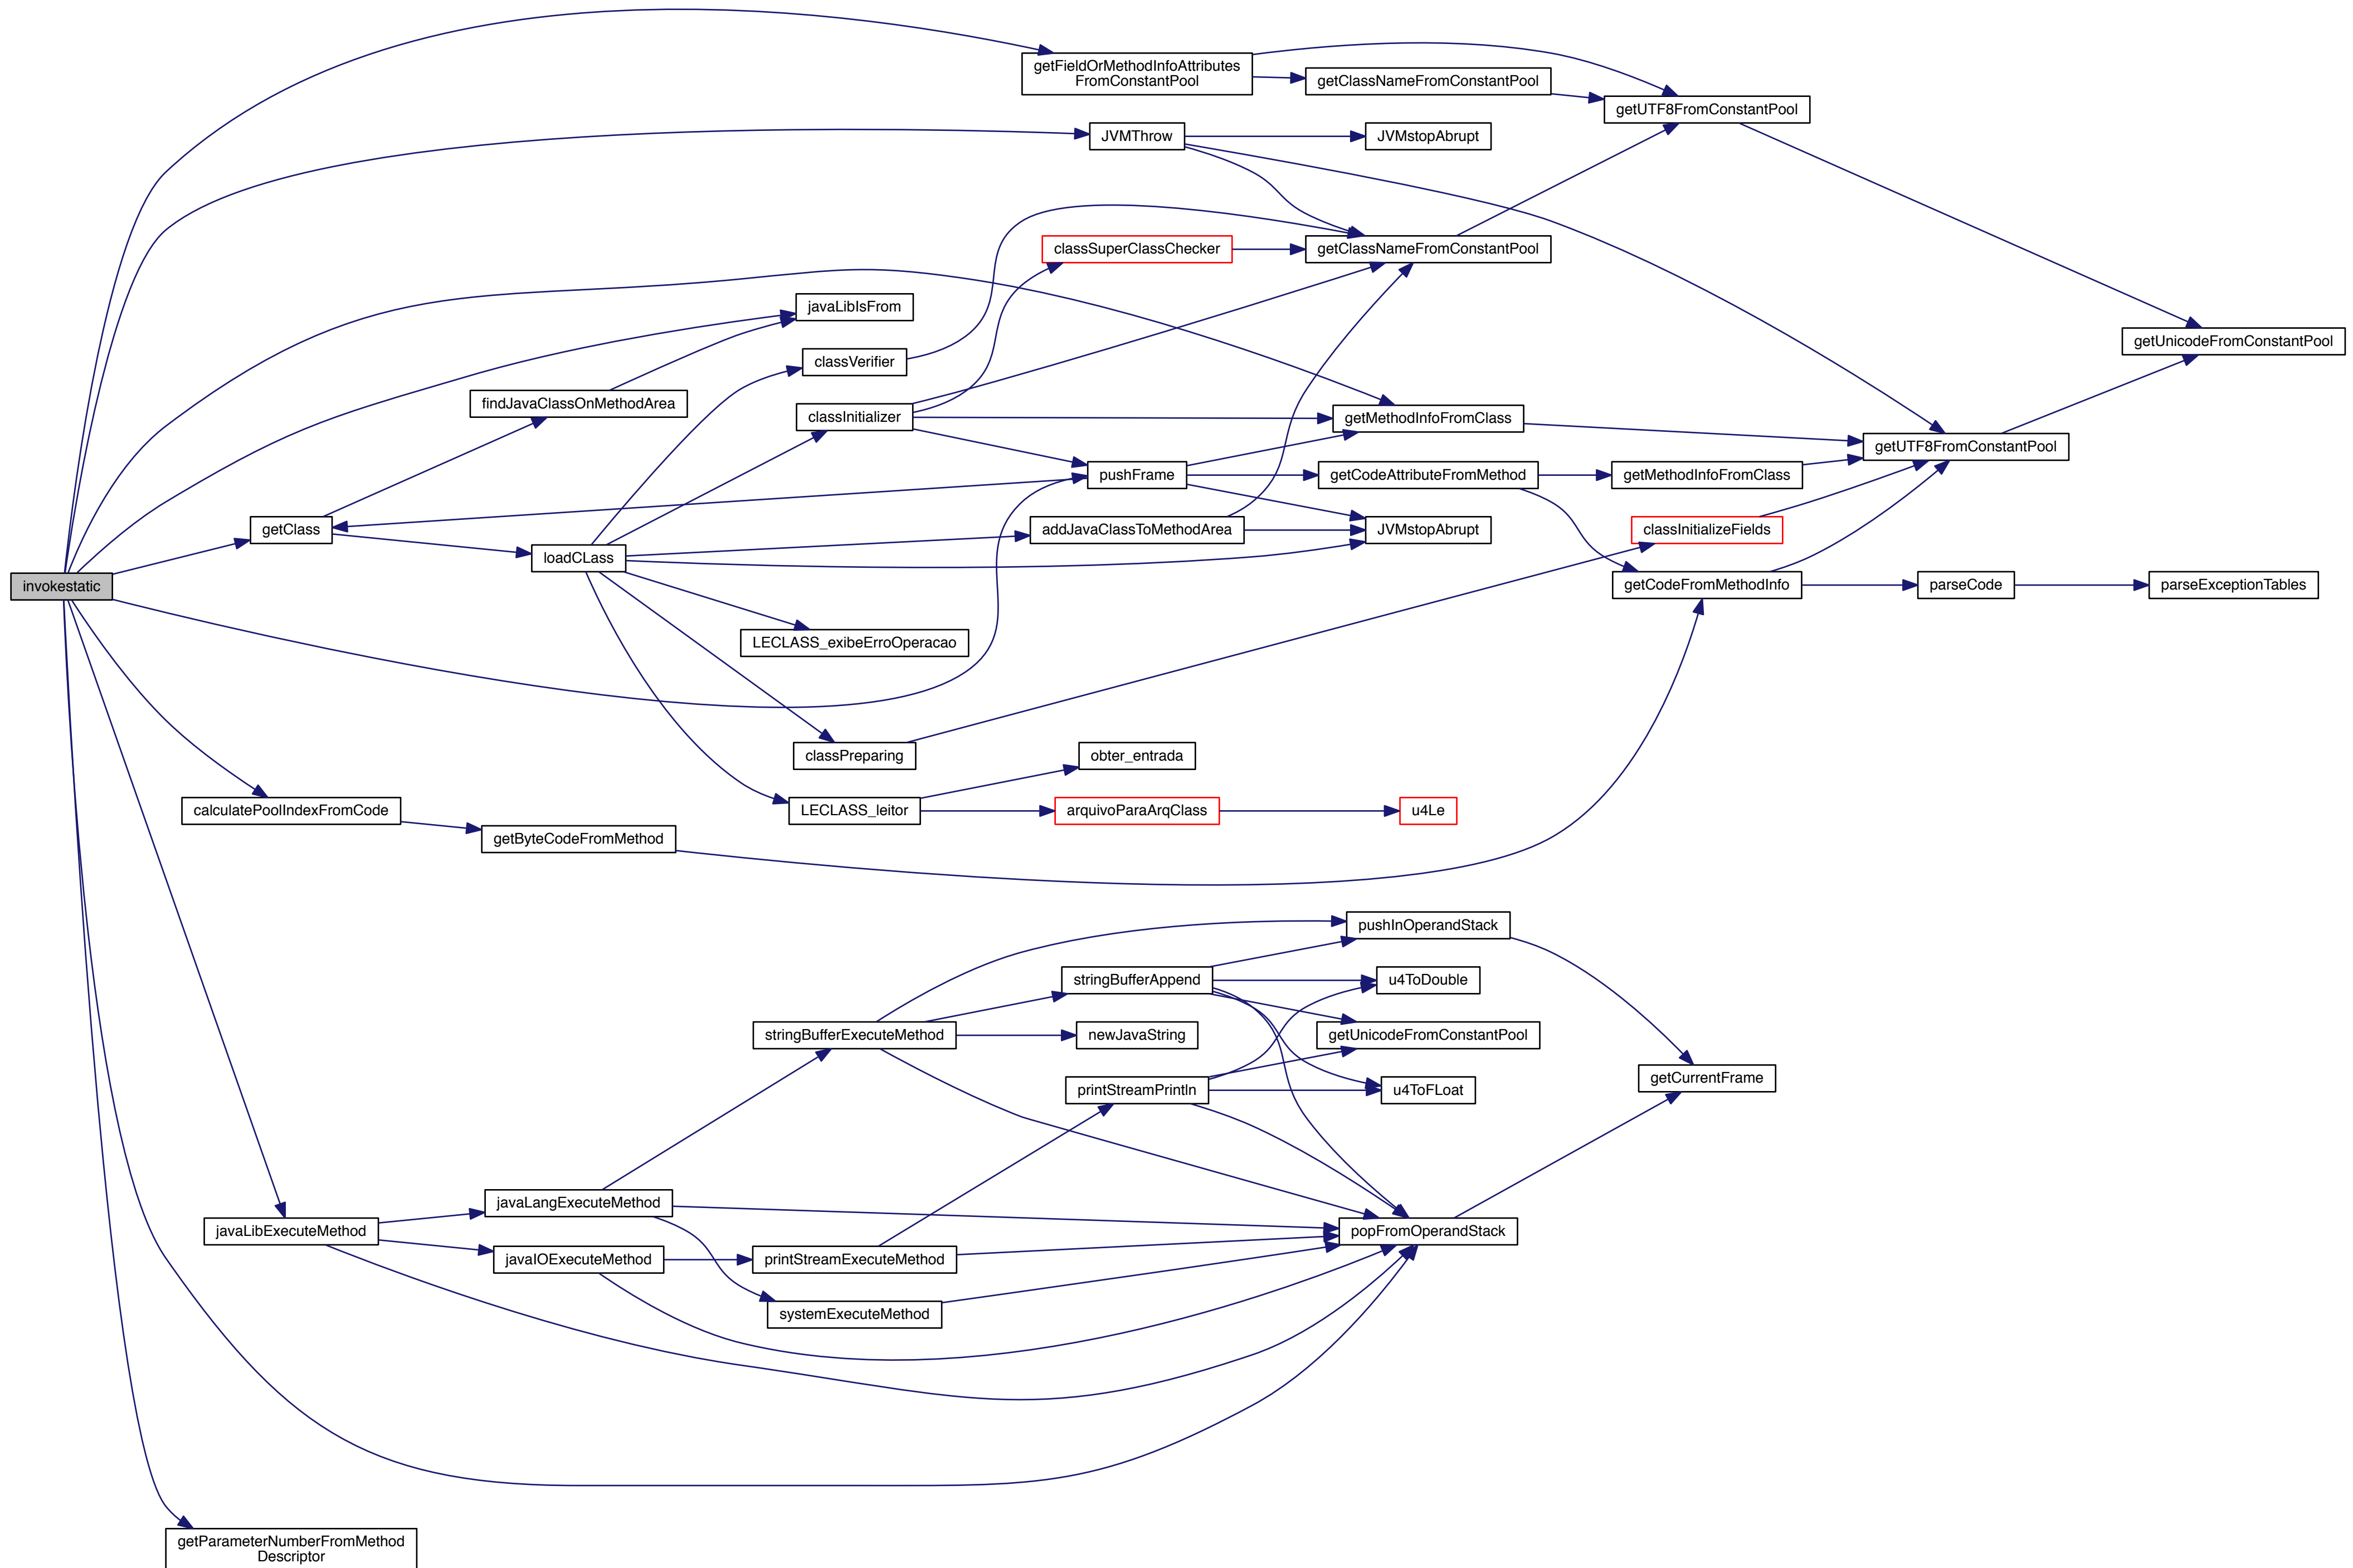 getFieldOrMethodInfoAttributes
FromConstantPool
getClassNameFromConstantPool
getUTF8FromConstantPool
JVMThrow
JVMstopAbrupt
classSuperClassChecker
getClassNameFromConstantPool
javaLibIsFrom
getUnicodeFromConstantPool
classVerifier
findJavaClassOnMethodArea
classInitializer
getMethodInfoFromClass
getUTF8FromConstantPool
pushFrame
getCodeAttributeFromMethod
getMethodInfoFromClass
getClass
addJavaClassToMethodArea
JVMstopAbrupt
classInitializeFields
loadCLass
invokestatic
getCodeFromMethodInfo
parseCode
parseExceptionTables
LECLASS_exibeErroOperacao
classPreparing
obter_entrada
calculatePoolIndexFromCode
LECLASS_leitor
arquivoParaArqClass
u4Le
getByteCodeFromMethod
pushInOperandStack
stringBufferAppend
u4ToDouble
stringBufferExecuteMethod
newJavaString
getUnicodeFromConstantPool
getCurrentFrame
printStreamPrintln
u4ToFLoat
javaLangExecuteMethod
javaLibExecuteMethod
popFromOperandStack
javaIOExecuteMethod
printStreamExecuteMethod
systemExecuteMethod
getParameterNumberFromMethod
Descriptor